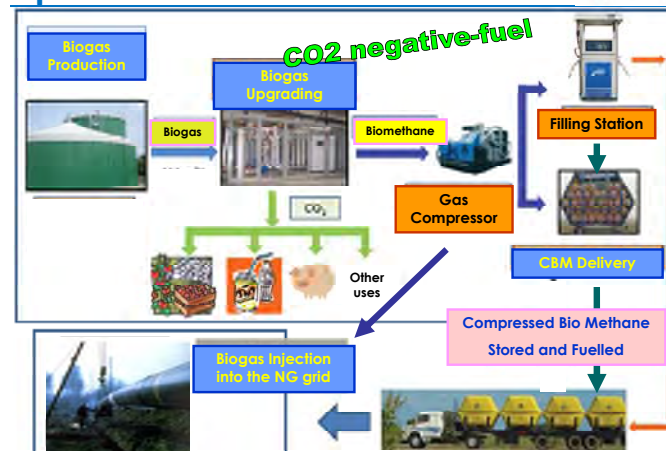 CO2 negative-fuel
Biogas
Production
Biogas
Upgrading
Biogas
Biomethane
Filling Station
CO₂
Gas
Compressor
Other
uses
CBM Delivery
Compressed Bio Methane
Stored and Fuelled
Biogas Injection
into the NG grid